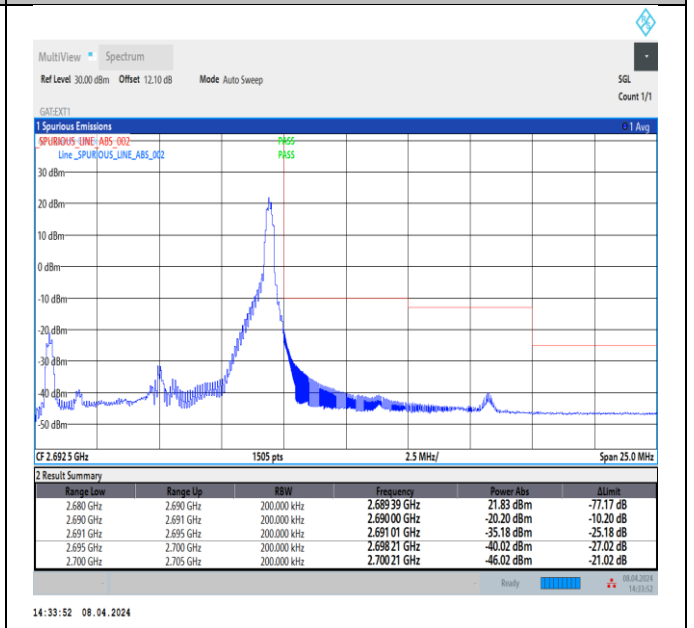 MultiView Spectrum
Ref Level 30.00 dBm Offset 12.10 dB Mode Auto Sweep SGL
Count 1/1
GAT:EXT1
1 Spurious Emissions 1 Avg
_SPURIOUS_LINE_ABS_002 PASS
Line _SPURIOUS_LINE_ABS_002 PASS
30 dBm
20 dBm
10 dBm
0 dBm
-10 dBm
-20 dBm
-30 dBm
-40 dBm
-50 dBm
CF 2.692 5 GHz 1505 pts 2.5 MHz/ Span 25.0 MHz
2 Result Summary
Range Low Range Up RBW Frequency Power Abs ΔLimit
2.680 GHz 2.690 GHz 200.000 kHz 2.689 39 GHz 21.83 dBm -77.17 dB
2.690 GHz 2.691 GHz 200.000 kHz 2.690 00 GHz -20.20 dBm -10.20 dB
2.691 GHz 2.695 GHz 200.000 kHz 2.691 01 GHz -35.18 dBm -25.18 dB
2.695 GHz 2.700 GHz 200.000 kHz 2.698 21 GHz -40.02 dBm -27.02 dB
2.700 GHz 2.705 GHz 200.000 kHz 2.700 21 GHz -46.02 dBm -21.02 dB
Ready 08.04.2024
14:33:52
14:33:52 08.04.2024